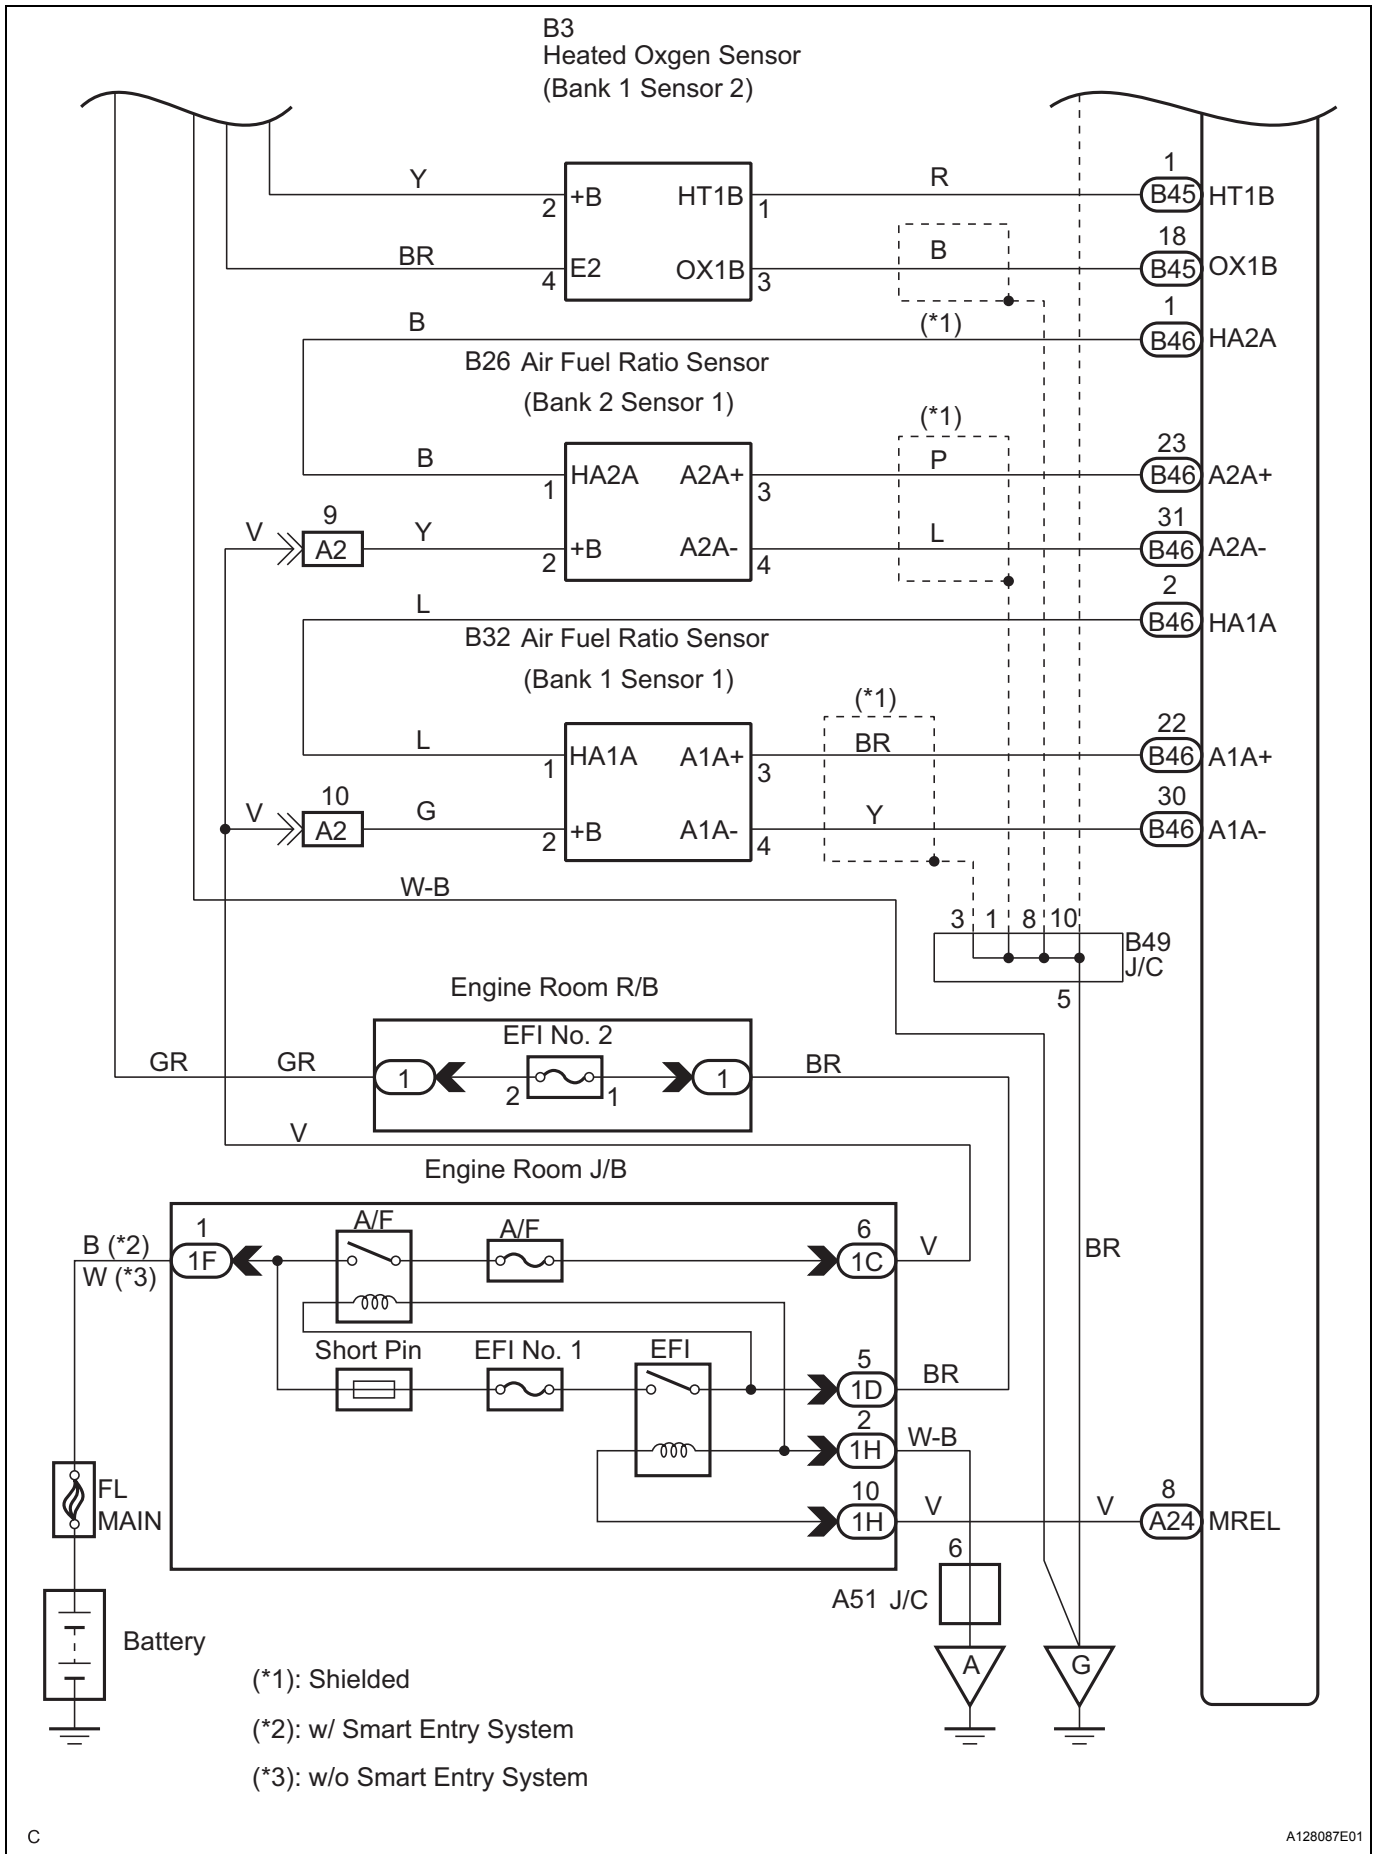 B3
Heated Oxgen Sensor
(Bank 1 Sensor 2)
Y
2
+B
HT1B
1
R
1
B45
HT1B
BR
4
E2
OX1B
3
B
18
B45
OX1B
B
(*1)
1
B46
HA2A
B26 Air Fuel Ratio Sensor
(Bank 2 Sensor 1)
(*1)
B
1
HA2A
A2A+
3
P
23
B46
A2A+
V
9
A2
Y
2
+B
A2A-
4
L
31
B46
A2A-
L
2
B46
HA1A
B32 Air Fuel Ratio Sensor
(Bank 1 Sensor 1)
(*1)
L
1
HA1A
A1A+
3
BR
22
B46
A1A+
V
10
A2
G
2
+B
A1A-
4
Y
30
B46
A1A-
W-B
3 1 8 10
B49
J/C
5
Engine Room R/B
EFI No. 2
GR
GR
1
2
1
1
BR
V
Engine Room J/B
B (*2)
W (*3)
1
1F
A/F
A/F
6
1C
V
BR
Short Pin
EFI No. 1
EFI
5
1D
BR
2
1H
W-B
10
1H
V
V
8
A24
MREL
FL
MAIN
6
A51 J/C
Battery
A
G
(*1): Shielded
(*2): w/ Smart Entry System
(*3): w/o Smart Entry System
C
A128087E01